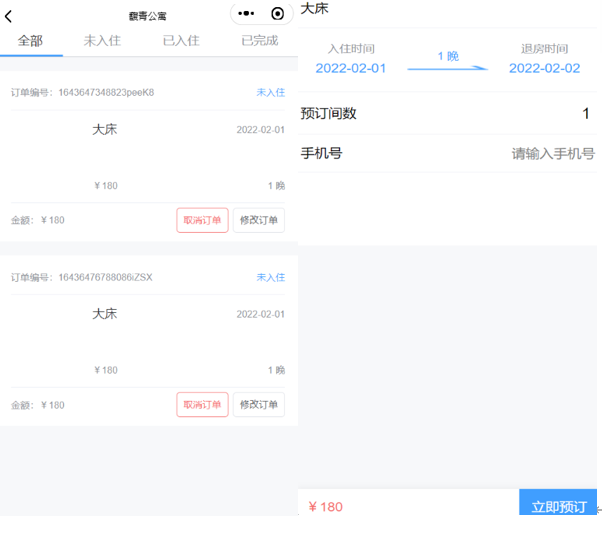 馥青公寓
全部 未入住 已入住 已完成
订单编号：1643647348823peeK8 未入住
大床 2022-02-01
¥180 1 晚
金额：¥180 取消订单 修改订单
订单编号：16436476788086iZSX 未入住
大床 2022-02-01
¥180 1 晚
金额：¥180 取消订单 修改订单
大床
入住时间 1 晚 退房时间
2022-02-01 2022-02-02
预订间数 1
手机号 请输入手机号
¥180 立即预订